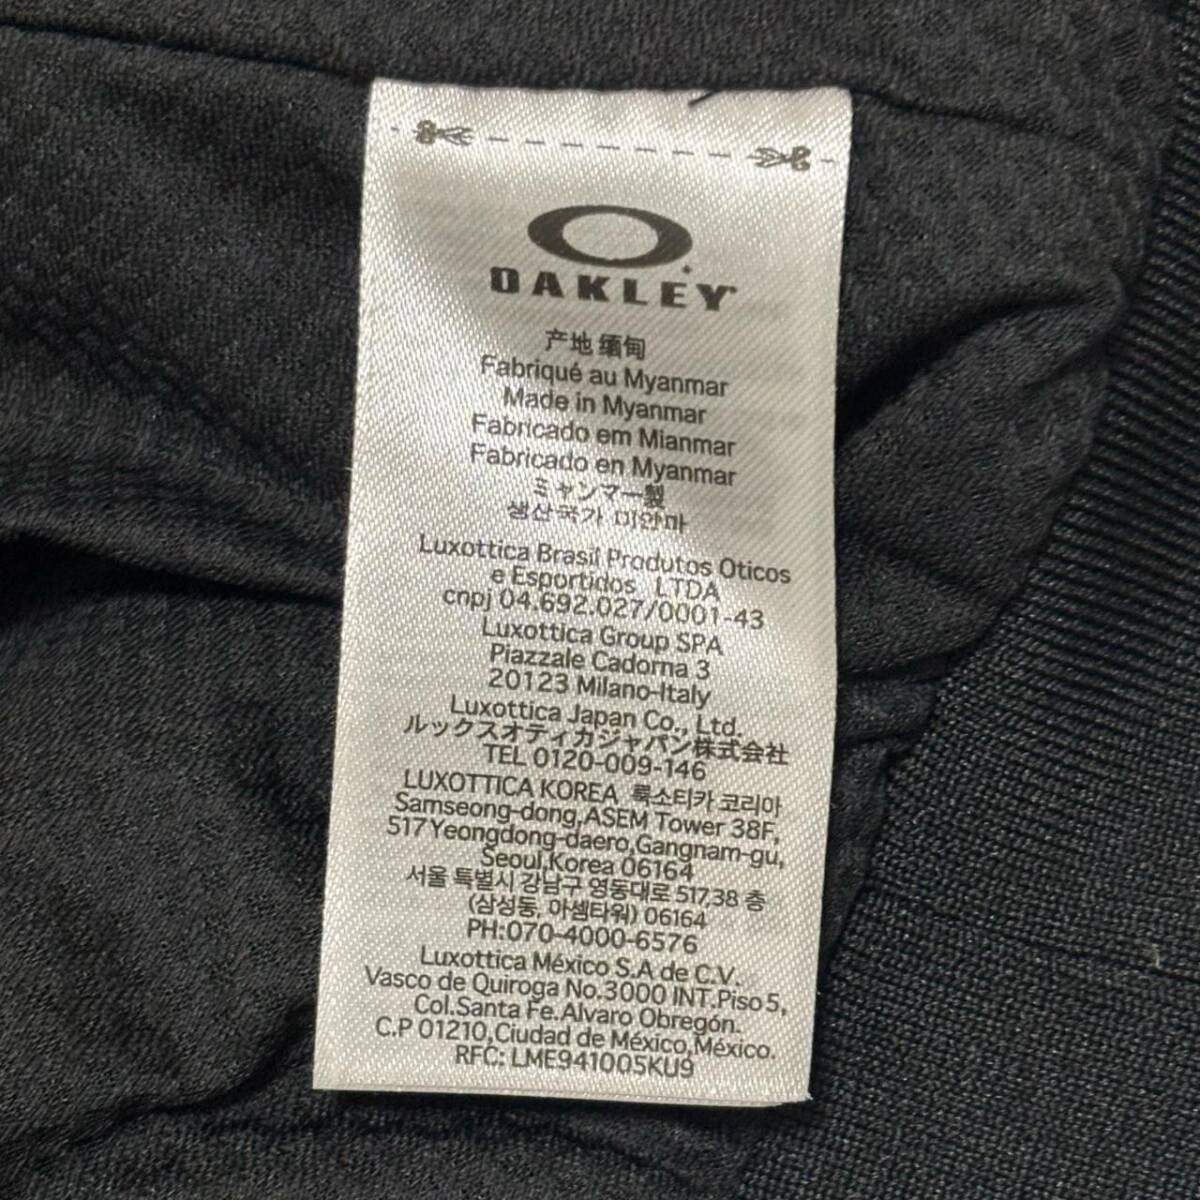 OAKLEY
产地 缅甸
Fabriqué au Myanmar
Made in Myanmar
Fabricado em Mianmar
Fabricado en Myanmar
ミャンマー製
생산국가 미얀마
Luxottica Brasil Produtos Oticos
e Esportidos, LTDA
cnpj 04.692.027/0001-43
Luxottica Group SPA
Piazzale Cadorna 3
20123 Milano-Italy
Luxottica Japan Co., Ltd.
ルックスオティカジャパン株式会社
TEL 0120-009-146
LUXOTTICA KOREA 룩소티카 코리아
Samseong-dong,ASEM Tower 38F,
517Yeongdong-daero,Gangnam-gu,
Seoul,Korea 06164
서울 특별시 강남구 영동대로 517,38 층
(삼성동, 아셈타워) 06164
PH:070-4000-6576
Luxottica México S.A de C.V.
Vasco de Quiroga No.3000 INT.Piso 5,
Col.Santa Fe.Alvaro Obregón.
C.P 01210,Ciudad de México,México.
RFC: LME941005KU9